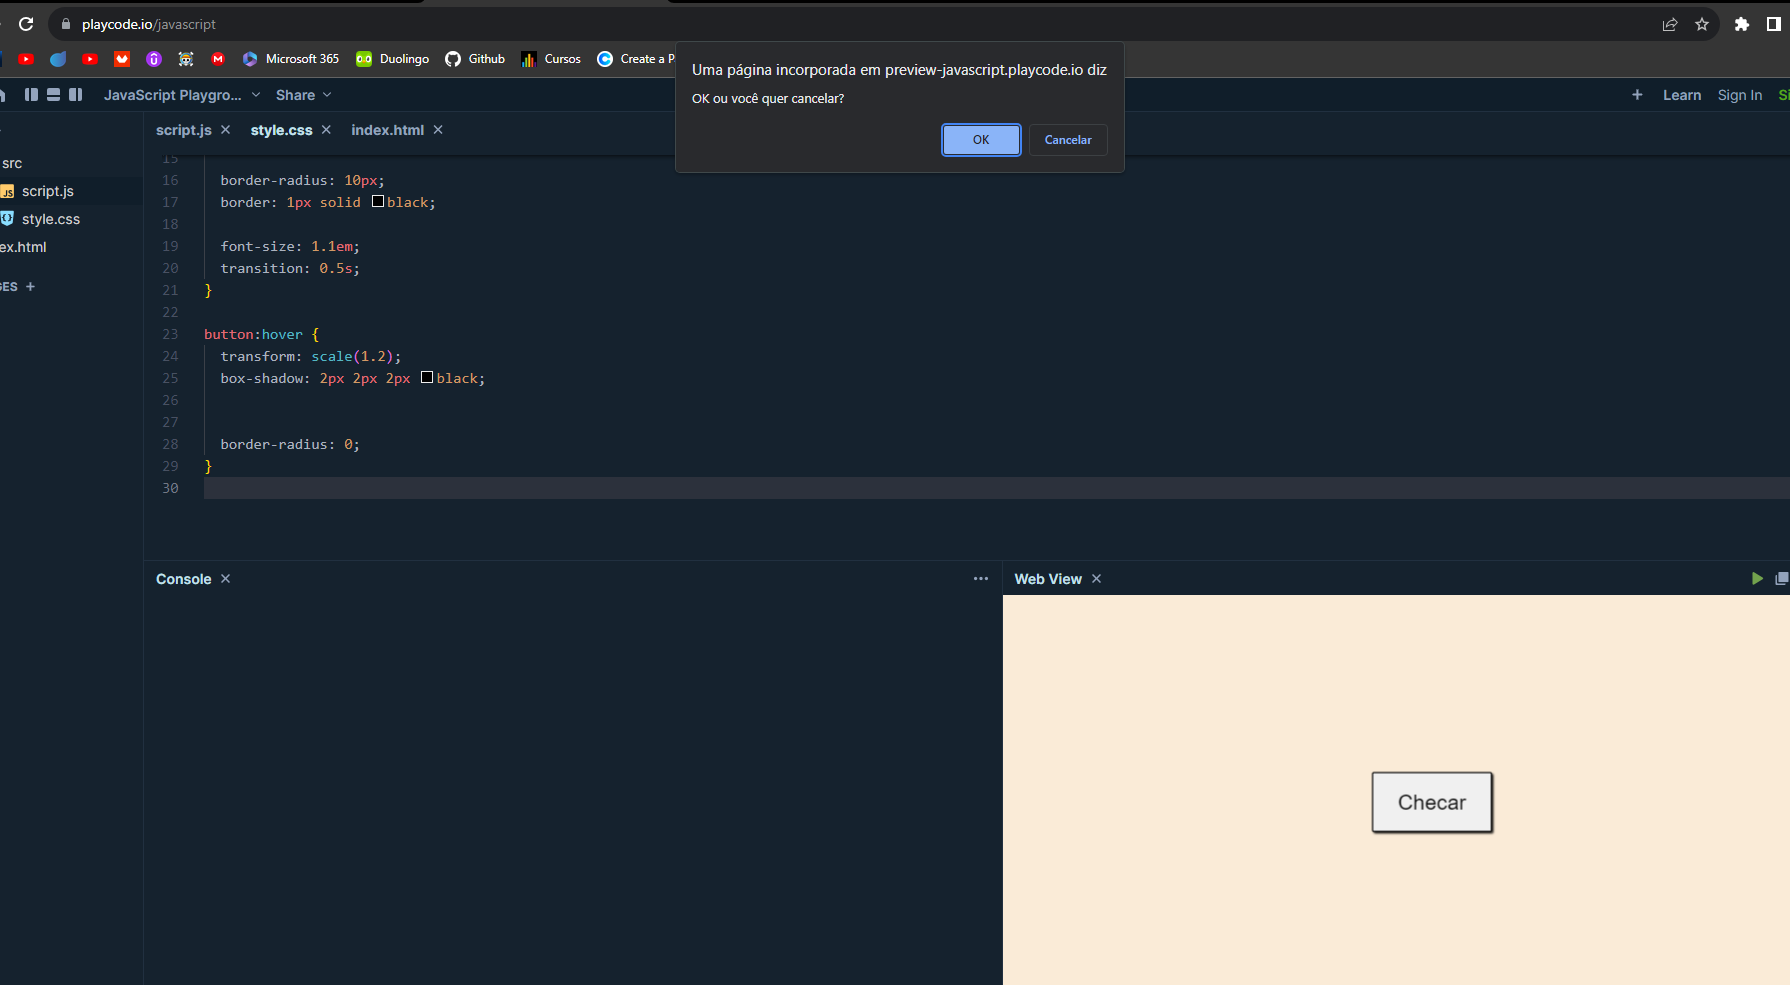 playcode.io/javascript
Microsoft 365 Duolingo Github Cursos Create a P
Uma página incorporada em preview-javascript.playcode.io diz
OK ou você quer cancelar?
OK Cancelar
JavaScript Playgro... Share + Learn Sign In Si
script.js × style.css × index.html ×
src
script.js
style.css
ex.html
GES +
15
16 border-radius: 10px;
17 border: 1px solid black;
18
19 font-size: 1.1em;
20 transition: 0.5s;
21 }
22
23 button:hover {
24 transform: scale(1.2);
25 box-shadow: 2px 2px 2px black;
26
27
28 border-radius: 0;
29 }
30
Console × ...
Web View ×
Checar